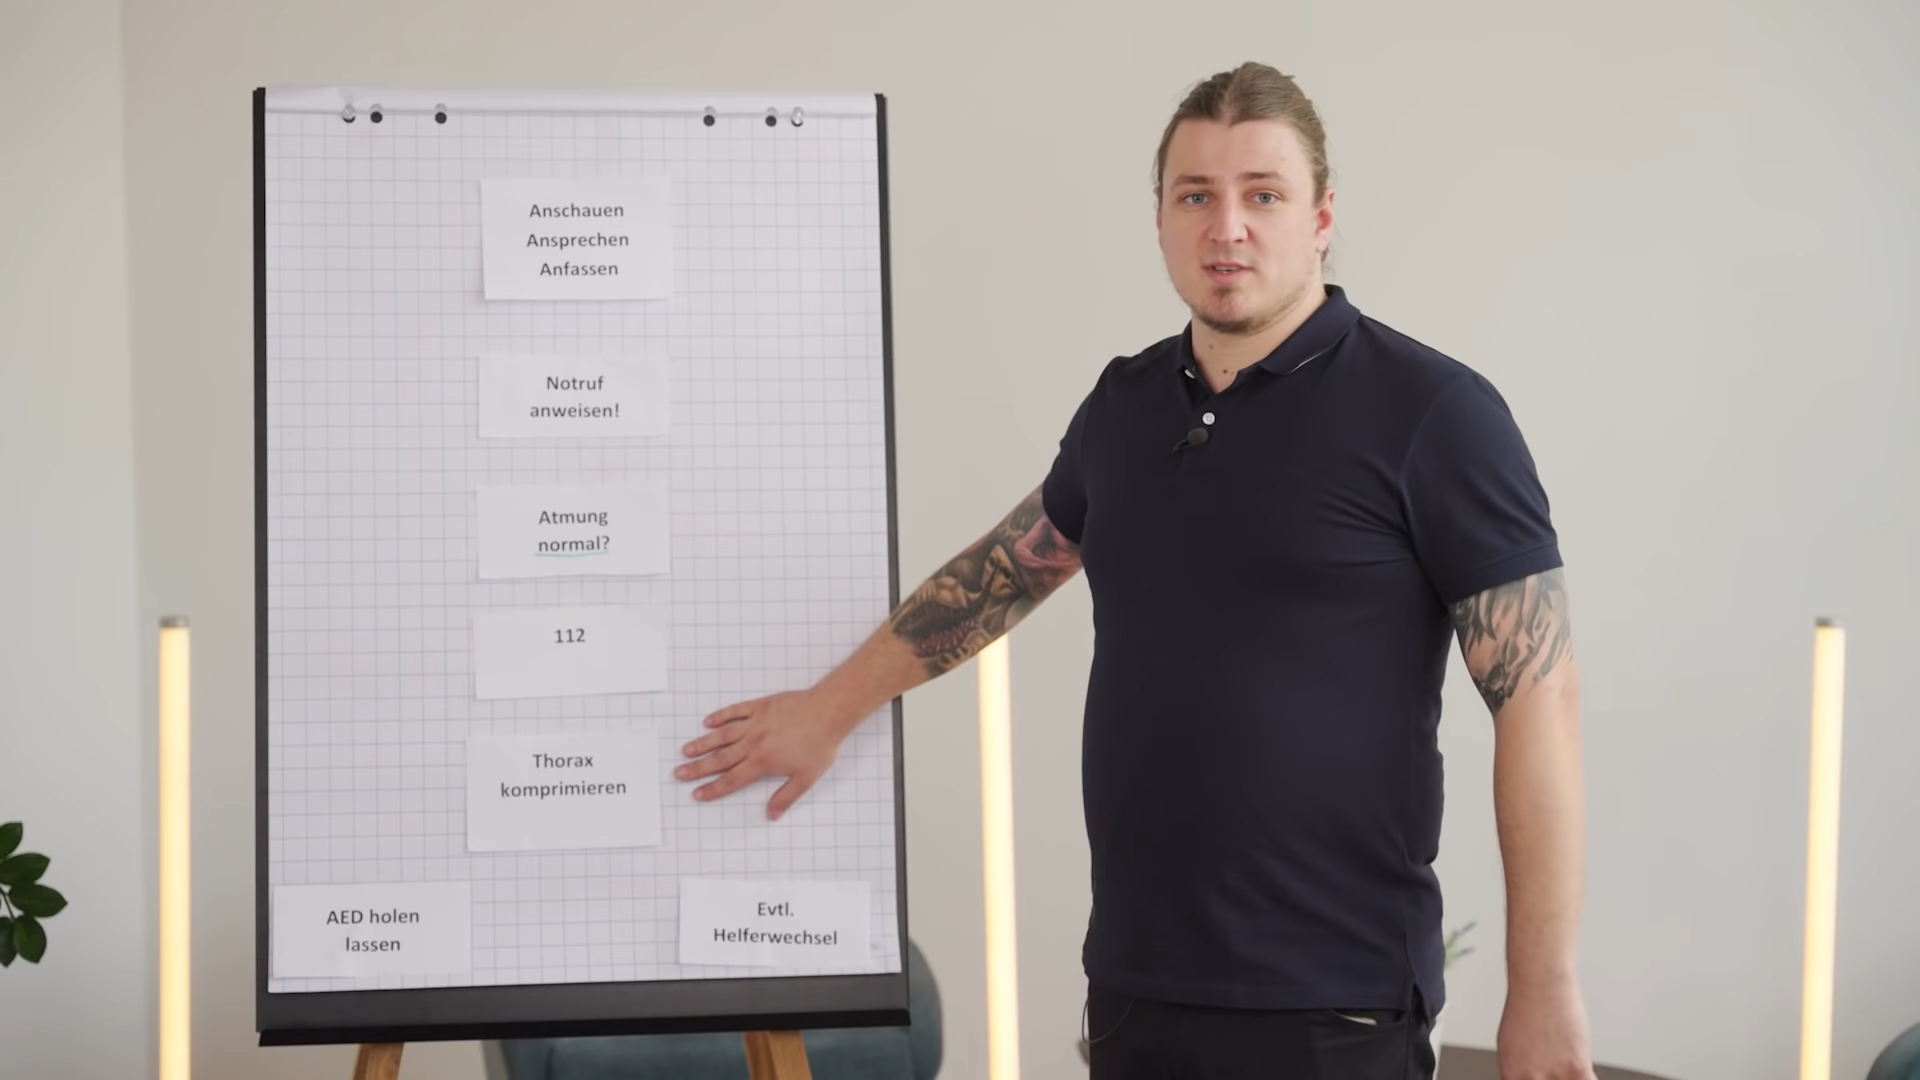 Anschauen
Ansprechen
Anfassen
Notruf
anweisen!
Atmung
normal?
112
Thorax
komprimieren
AED holen
lassen
Evtl.
Helferwechsel